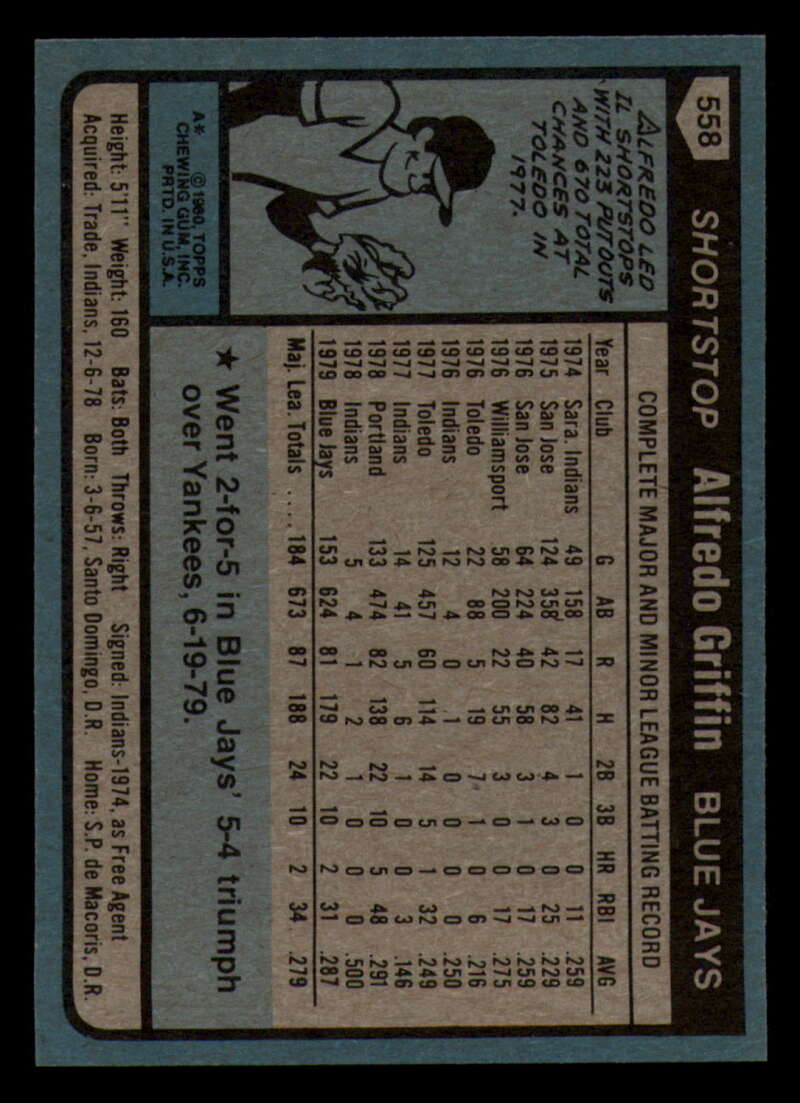 558
SHORTSTOP Alfredo Griffin BLUE JAYS
ALFREDO LED
IL SHORTSTOPS
WITH 223 PUTOUTS
AND 670 TOTAL
CHANCES AT
TOLEDO IN
1977.
A* © 1980, TOPPS
CHEWING GUM, INC.
PRTD. IN U.S.A.
COMPLETE MAJOR AND MINOR LEAGUE BATTING RECORD
Year Club G AB R H 2B 3B HR RBI AVG
1974 Sara. Indians 49 158 17 41 1 0 0 11 .259
1975 San Jose 124 358 42 82 4 3 0 25 .229
1976 San Jose 64 224 40 58 3 1 0 17 .259
1976 Williamsport 58 200 22 55 3 0 0 17 .275
1976 Toledo 22 88 5 19 7 1 0 6 .216
1976 Indians 12 4 0 1 0 0 0 0 .250
1977 Toledo 125 457 60 114 14 5 1 32 .249
1977 Indians 14 41 5 6 1 0 0 3 .146
1978 Portland 133 474 82 138 22 10 5 48 .291
1978 Indians 5 4 1 2 1 0 0 0 .500
1979 Blue Jays 153 624 81 179 22 10 2 31 .287
Maj. Lea. Totals .... 184 673 87 188 24 10 2 34 .279
★ Went 2-for-5 in Blue Jays' 5-4 triumph
over Yankees, 6-19-79.
Height: 5'11" Weight: 160 Bats: Both Throws: Right Signed: Indians-1974, as Free Agent
Acquired: Trade, Indians, 12-6-78 Born: 3-6-57, Santo Domingo, D.R. Home: S.P. de Macoris, D.R.